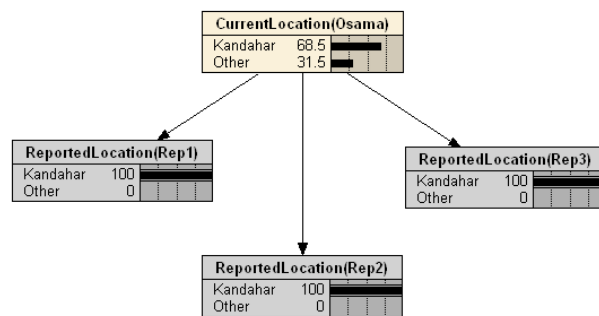 CurrentLocation(Osama)
Kandahar 68.5
Other 31.5
ReportedLocation(Rep1)
Kandahar 100
Other 0
ReportedLocation(Rep3)
Kandahar 100
Other 0
ReportedLocation(Rep2)
Kandahar 100
Other 0